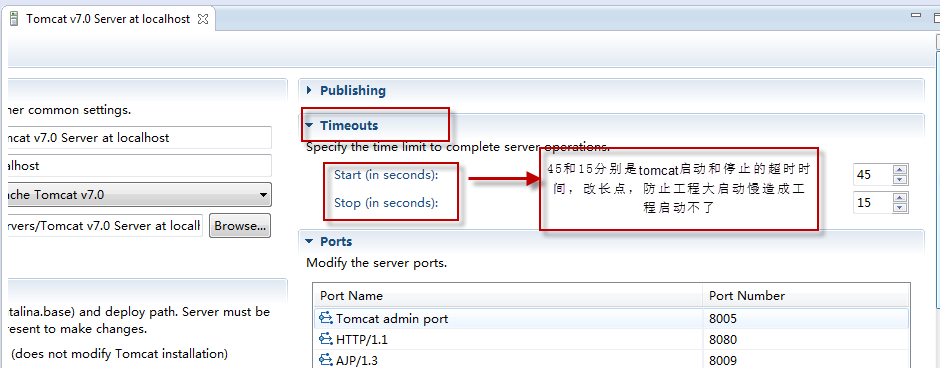 Tomcat v7.0 Server at localhost
Publishing
her common settings.
Timeouts
mcat v7.0 Server at localhost
Specify the time limit to complete server operations.
alhost
Start (in seconds):
45
45和15分别是tomcat启动和停止的超时时
间，改长点，防止工程大启动慢造成工
程启动不了
che Tomcat v7.0
Stop (in seconds):
15
rvers/Tomcat v7.0 Server at localh
Browse...
Ports
Modify the server ports.
talina.base) and deploy path. Server must be
resent to make changes.
(does not modify Tomcat installation)
Port Name Port Number
Tomcat admin port 8005
HTTP/1.1 8080
AJP/1.3 8009